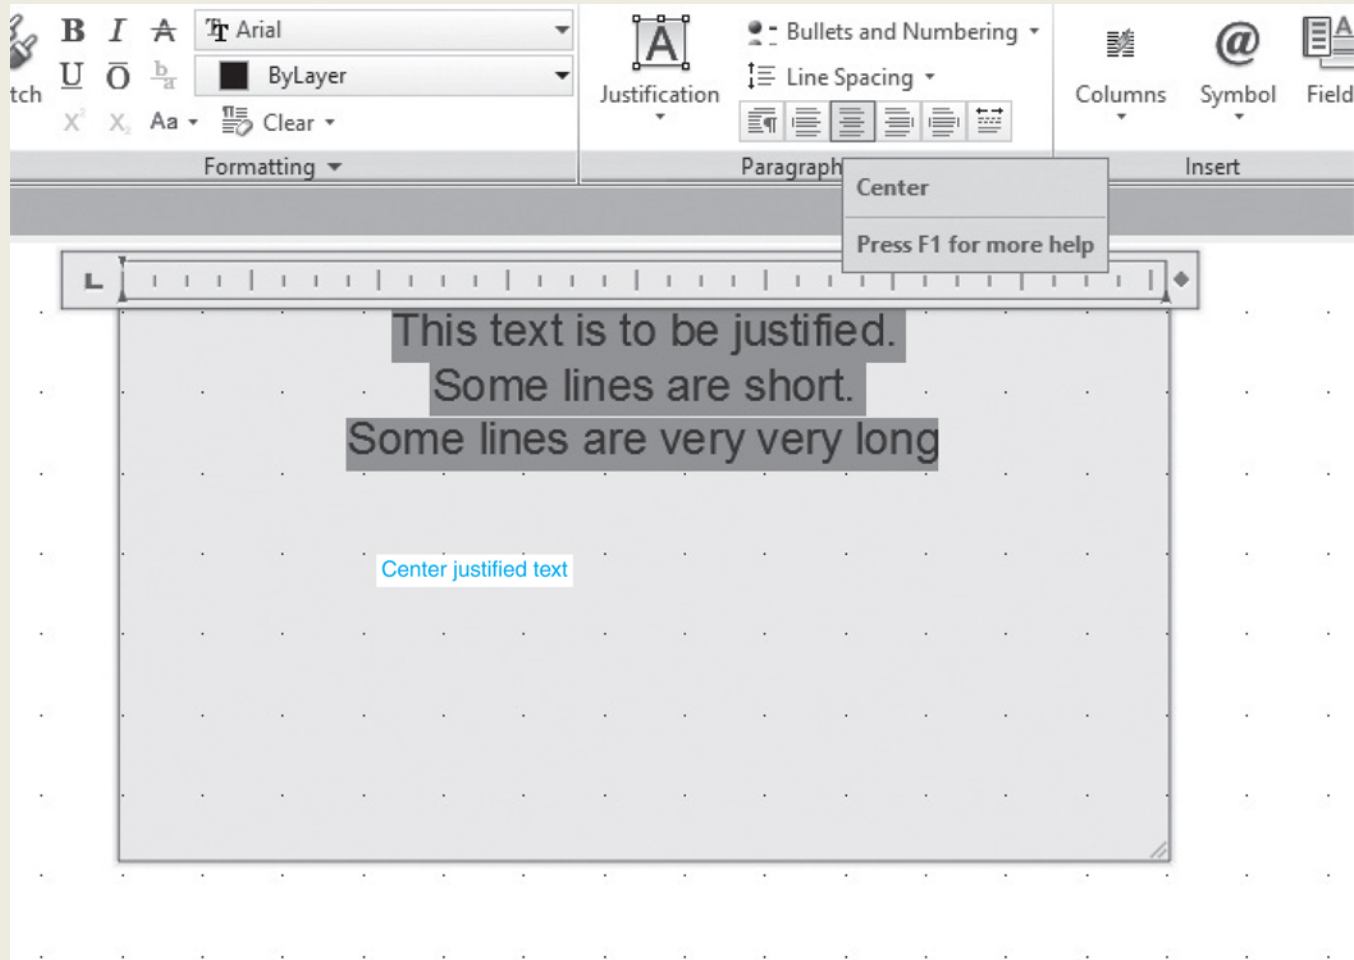 B I A Arial
Bullets and Numbering
U O b/a ByLayer
Line Spacing
tch
Justification
Columns
Symbol
Field
X² X₂ Aa Clear
Formatting
Paragraph
Insert
Center
Press F1 for more help
This text is to be justified.
Some lines are short.
Some lines are very very long
Center justified text